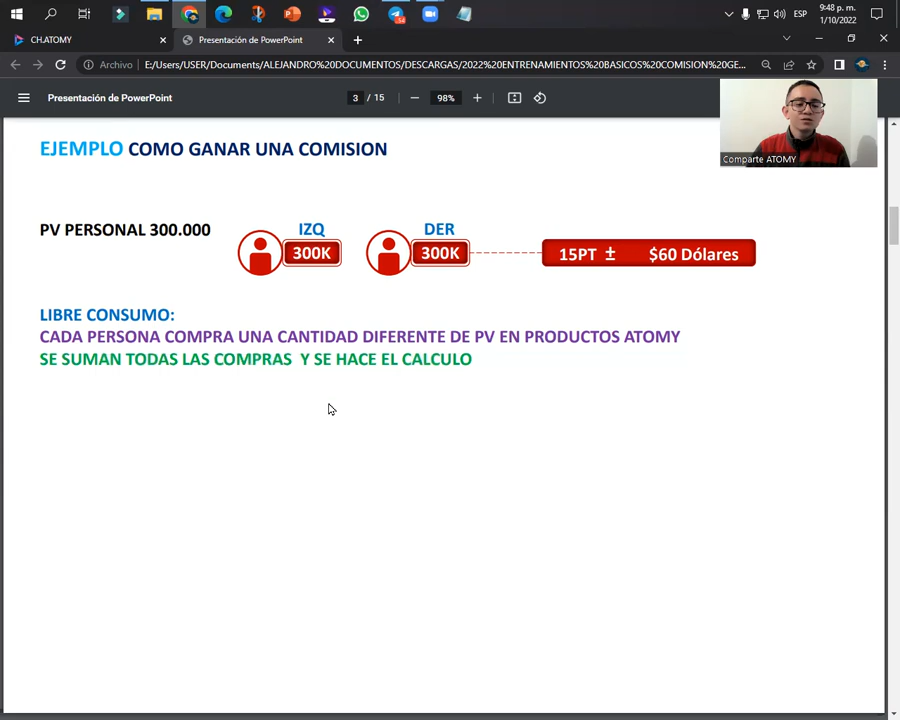 ESP
9:48 p. m.
1/10/2022
CH.ATOMY
Presentación de PowerPoint
Archivo
E:/Users/USER/Documents/ALEJANDRO%20DOCUMENTOS/DESCARGAS/2022%20ENTRENAMIENTOS%20BASICOS%20COMISION%20GE...
Presentación de PowerPoint
3 / 15
98%
Comparte ATOMY
EJEMPLO COMO GANAR UNA COMISION
IZQ DER
PV PERSONAL 300.000 300K 300K 15PT ± $60 Dólares
LIBRE CONSUMO:
CADA PERSONA COMPRA UNA CANTIDAD DIFERENTE DE PV EN PRODUCTOS ATOMY
SE SUMAN TODAS LAS COMPRAS Y SE HACE EL CALCULO